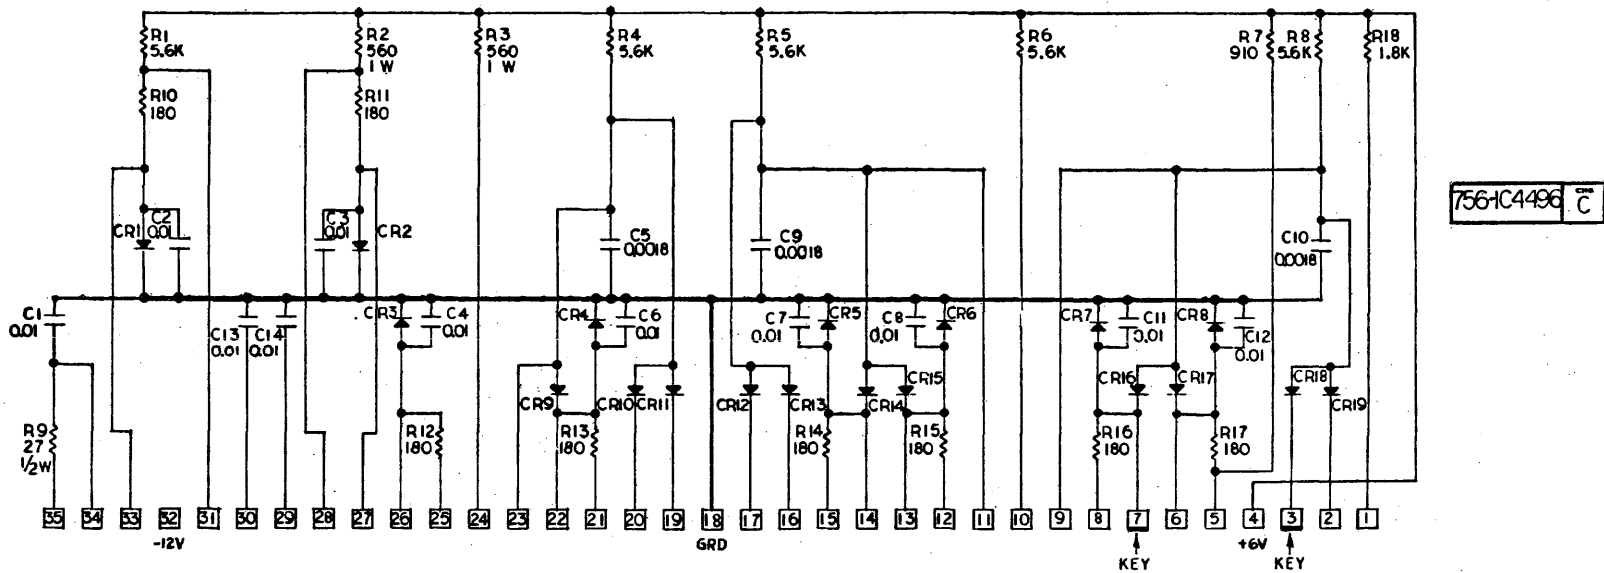 R1 5.6K
R2 560 1 W
R3 560 1 W
R4 5.6K
R5 5.6K
R6 5.6K
R7 910
R8 5.6K
R18 1.8K
R10 180
R11 180
756-1C4496 CHG C
CR1
C2 0.01
C3 0.01
CR2
C5 0.0018
C9 0.0018
C10 0.0018
C1 0.01
C13 0.01
C14 0.01
CR3
C4 0.01
CR4
C6 0.01
C7 0.01
CR5
C8 0.01
CR6
CR7
C11 0.01
CR8
C12 0.01
CR9
CR10
CR11
CR12
CR13
CR14
CR15
CR16
CR17
CR18
CR19
R9 27 1/2W
R12 180
R13 180
R14 180
R15 180
R16 180
R17 180
35 34 33 32 31 30 29 28 27 26 25 24 23 22 21 20 19 18 17 16 15 14 13 12 11 10 9 8 7 6 5 4 3 2 1
-12V
GRD
+6V
KEY
KEY